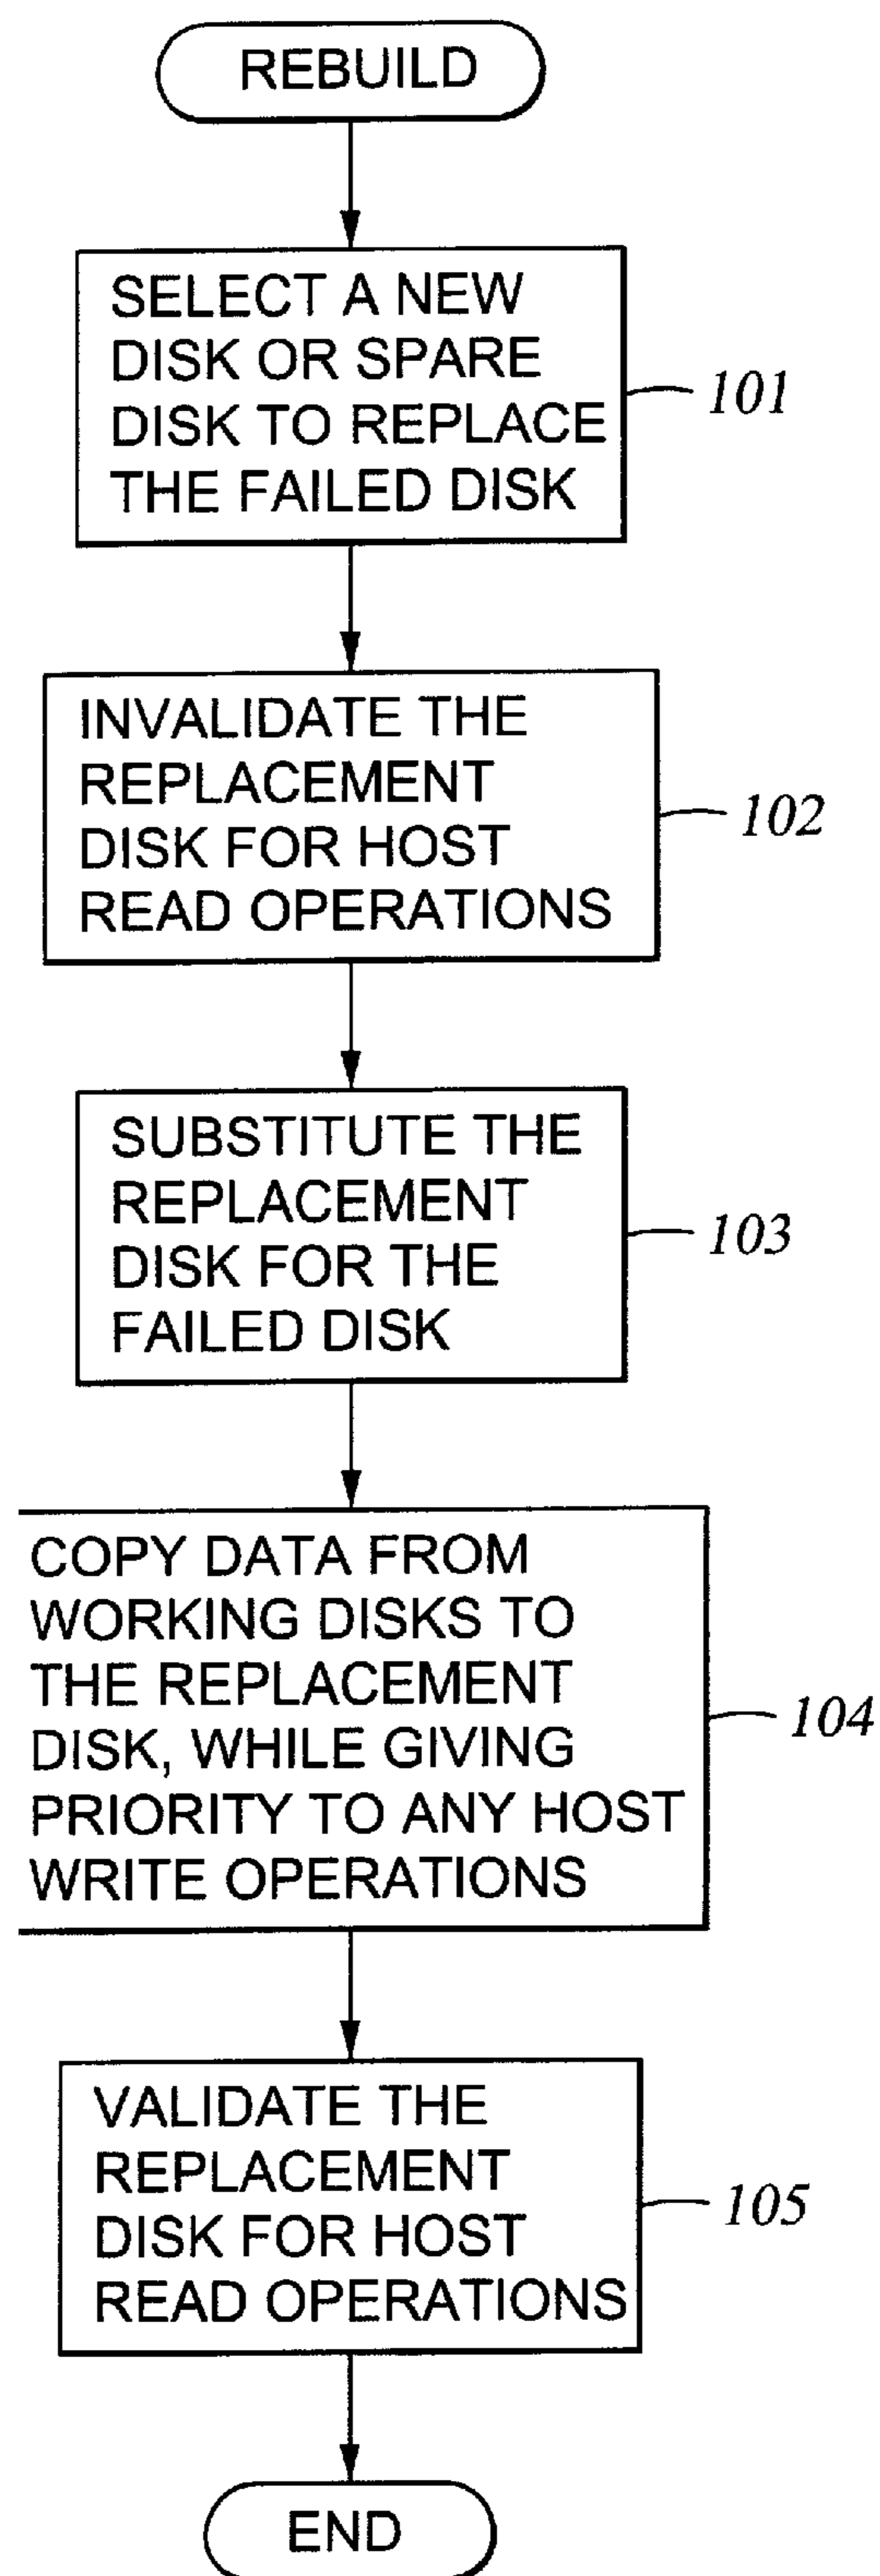 REBUILD
SELECT A NEW
DISK OR SPARE
DISK TO REPLACE
THE FAILED DISK
101
INVALIDATE THE
REPLACEMENT
DISK FOR HOST
READ OPERATIONS
102
SUBSTITUTE THE
REPLACEMENT
DISK FOR THE
FAILED DISK
103
COPY DATA FROM
WORKING DISKS TO
THE REPLACEMENT
DISK, WHILE GIVING
PRIORITY TO ANY HOST
WRITE OPERATIONS
104
VALIDATE THE
REPLACEMENT
DISK FOR HOST
READ OPERATIONS
105
END